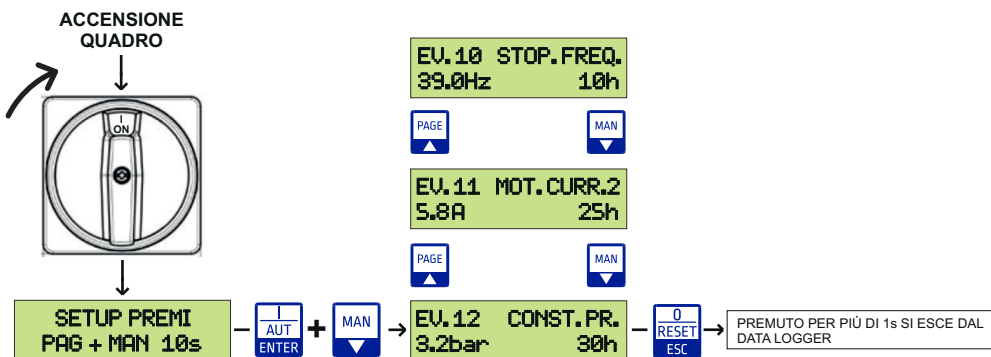 ACCENSIONE
QUADRO
I
ON
SETUP PREMI
PAG + MAN 10s
I
AUT
ENTER
+
MAN
EV.10 STOP.FREQ.
39.0Hz 10h
PAGE
MAN
EV.11 MOT.CURR.2
5.8A 25h
PAGE
MAN
EV.12 CONST.PR.
3.2bar 30h
0
RESET
ESC
PREMUTO PER PIÚ DI 1s SI ESCE DAL
DATA LOGGER